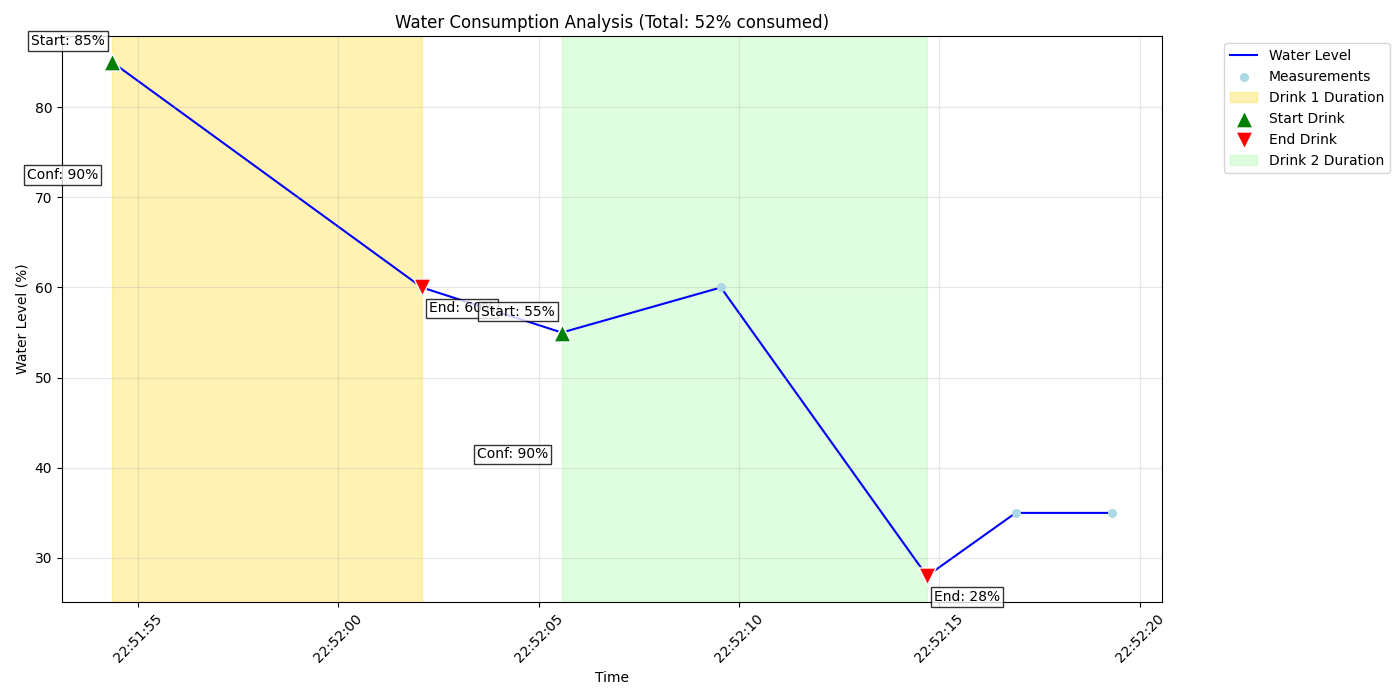 Water Consumption Analysis (Total: 52% consumed)
Start: 85%
Conf: 90%
End: 60%
Start: 55%
Conf: 90%
End: 28%
Water Level (%)
80
70
60
50
40
30
22:51:55
22:52:00
22:52:05
22:52:10
22:52:15
22:52:20
Time
Water Level
Measurements
Drink 1 Duration
Start Drink
End Drink
Drink 2 Duration